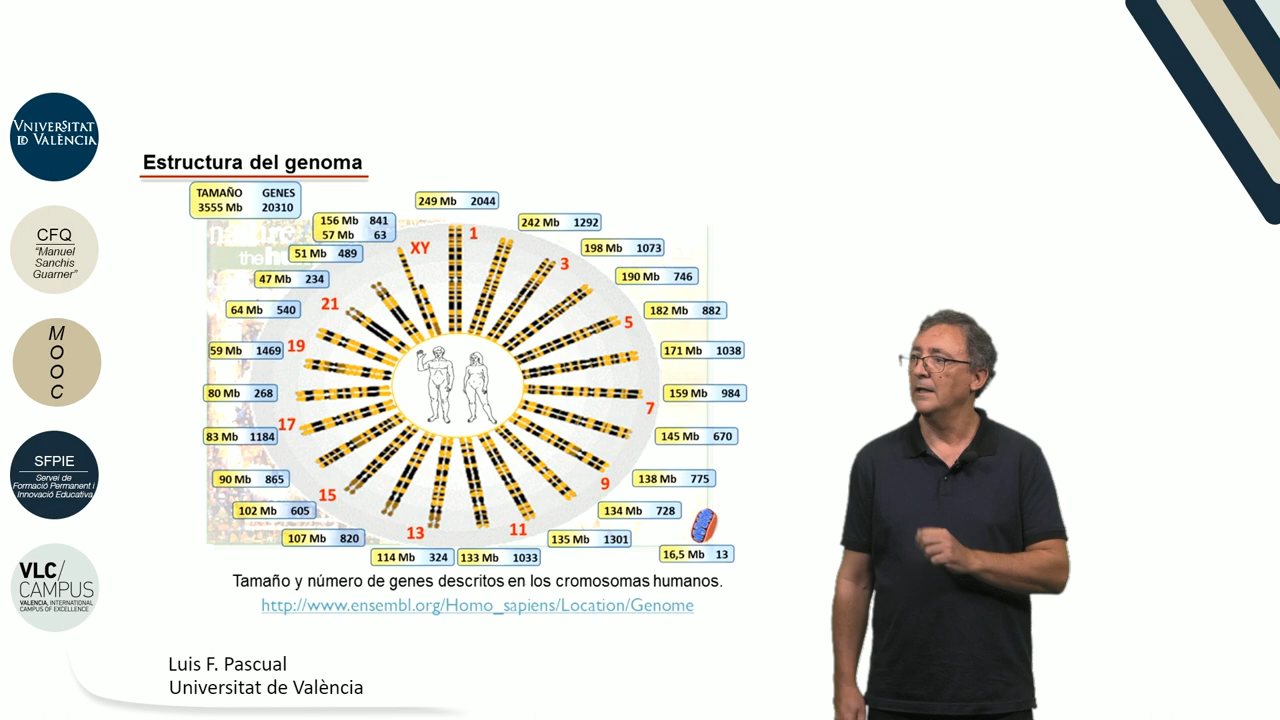 VNIVERSITAT
ID VALÈNCIA
CFQ
"Manuel
Sanchis
Guarner"
M
O
O
C
SFPIE
Servei de
Formació Permanent i
Innovació Educativa
VLC/
CAMPUS
VALENCIA, INTERNATIONAL
CAMPUS OF EXCELLENCE
Estructura del genoma
TAMAÑO GENES
3555 Mb 20310
nature
the hu
249 Mb 2044
242 Mb 1292
198 Mb 1073
190 Mb 746
182 Mb 882
171 Mb 1038
159 Mb 984
145 Mb 670
138 Mb 775
134 Mb 728
135 Mb 1301
133 Mb 1033
114 Mb 324
107 Mb 820
102 Mb 605
90 Mb 865
83 Mb 1184
80 Mb 268
59 Mb 1469
64 Mb 540
47 Mb 234
51 Mb 489
156 Mb 841
57 Mb 63
16,5 Mb 13
1
3
5
7
9
11
13
15
17
19
21
XY
Tamaño y número de genes descritos en los cromosomas humanos.
http://www.ensembl.org/Homo_sapiens/Location/Genome
Luis F. Pascual
Universitat de València